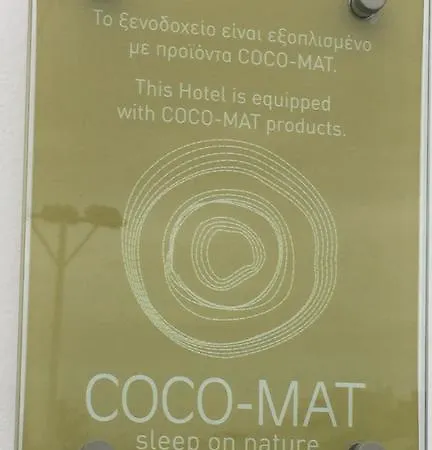 Το ξενοδοχείο είναι εξοπλισμένο
με προϊόντα COCO-MAT.
This Hotel is equipped
with COCO-MAT products.
COCO-MAT
sleep on nature